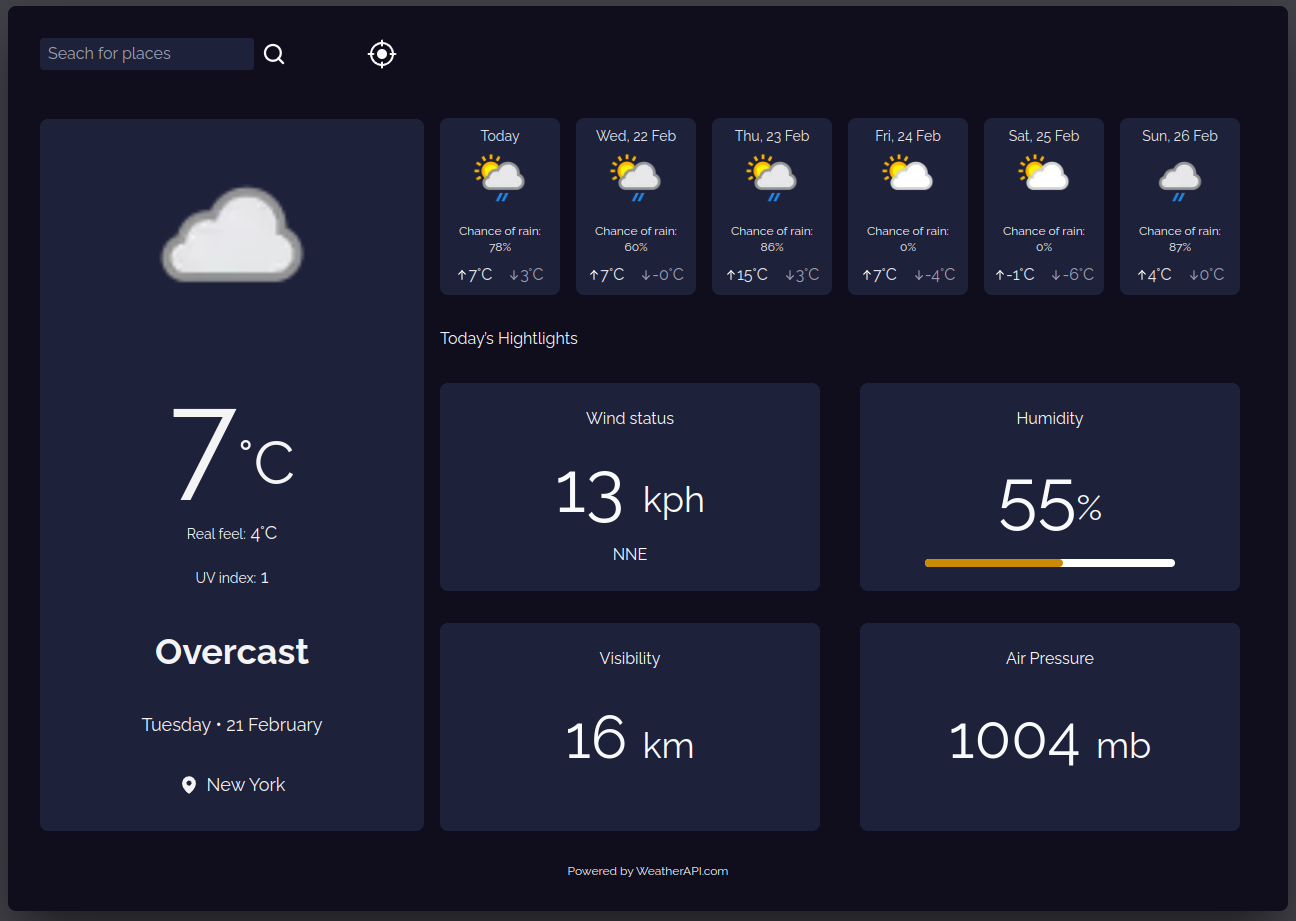 Seach for places
7°C
Real feel: 4°C
UV index: 1
Overcast
Tuesday • 21 February
New York
Today
Chance of rain:
78%
↑7°C ↓3°C
Wed, 22 Feb
Chance of rain:
60%
↑7°C ↓-0°C
Thu, 23 Feb
Chance of rain:
86%
↑15°C ↓3°C
Fri, 24 Feb
Chance of rain:
0%
↑7°C ↓-4°C
Sat, 25 Feb
Chance of rain:
0%
↑-1°C ↓-6°C
Sun, 26 Feb
Chance of rain:
87%
↑4°C ↓0°C
Today's Hightlights
Wind status
13 kph
NNE
Humidity
55%
Visibility
16 km
Air Pressure
1004 mb
Powered by WeatherAPI.com